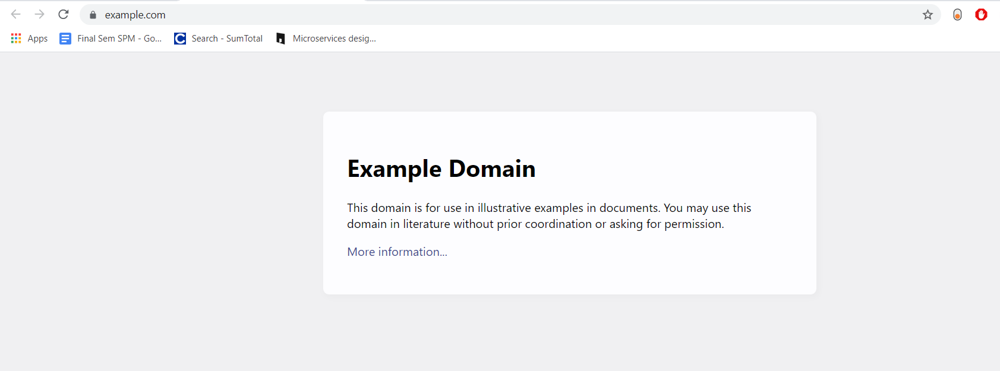 example.com
Apps Final Sem SPM - Go... Search - SumTotal Microservices desig...
Example Domain
This domain is for use in illustrative examples in documents. You may use this
domain in literature without prior coordination or asking for permission.
More information...